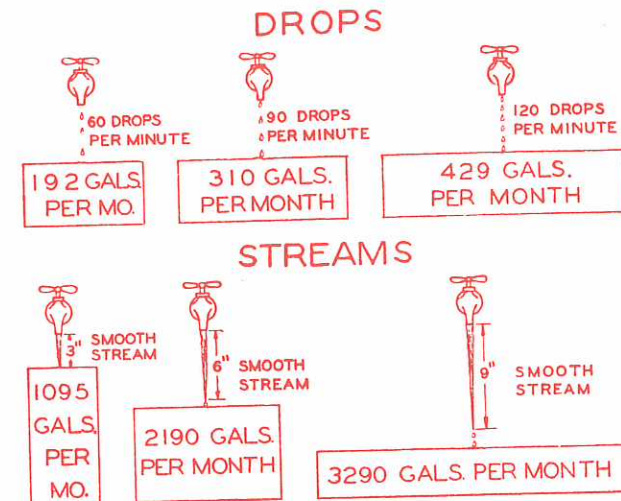 DROPS
60 DROPS
PER MINUTE
192 GALS.
PER MO.
90 DROPS
PER MINUTE
310 GALS.
PER MONTH
120 DROPS
PER MINUTE
429 GALS.
PER MONTH
STREAMS
3" SMOOTH
STREAM
1095
GALS.
PER
MO.
6" SMOOTH
STREAM
2190 GALS.
PER MONTH
9" SMOOTH
STREAM
3290 GALS. PER MONTH